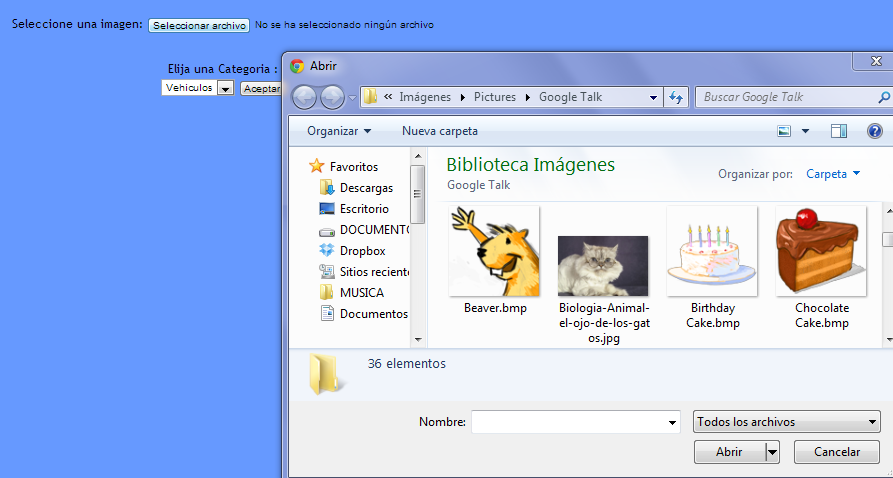 Seleccione una imagen: Seleccionar archivo No se ha seleccionado ningún archivo
Elija una Categoria :
Vehiculos Aceptar
Abrir
« Imágenes Pictures Google Talk Buscar Google Talk
Organizar Nueva carpeta
Favoritos
Descargas
Escritorio
DOCUMENTO
Dropbox
Sitios reciente
MUSICA
Documentos
Biblioteca Imágenes
Google Talk
Organizar por: Carpeta
Beaver.bmp
Biologia-Animal-
el-ojo-de-los-gat
os.jpg
Birthday
Cake.bmp
Chocolate
Cake.bmp
36 elementos
Nombre: Todos los archivos
Abrir Cancelar